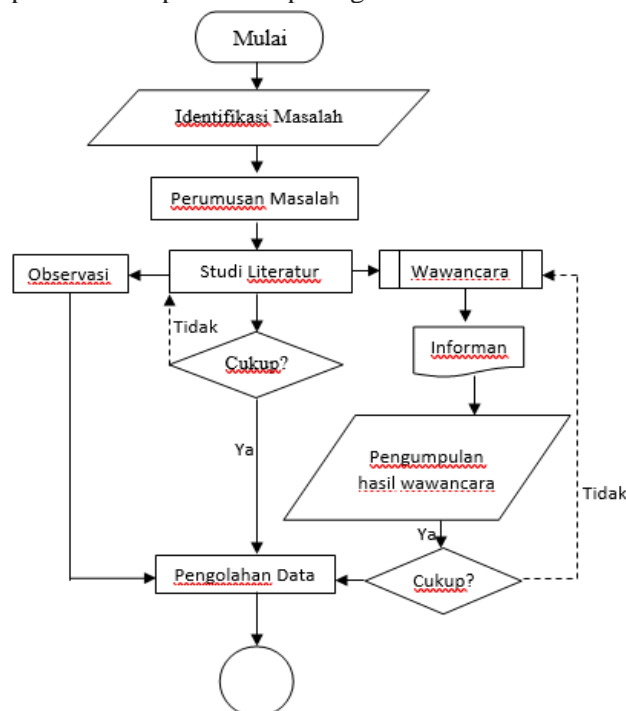 Mulai
Identifikasi Masalah
Perumusan Masalah
Observasi
Studi Literatur
Wawancara
Tidak
Informan
Cukup?
Ya
Pengumpulan
hasil wawancara
Tidak
Ya
Pengolahan Data
Cukup?